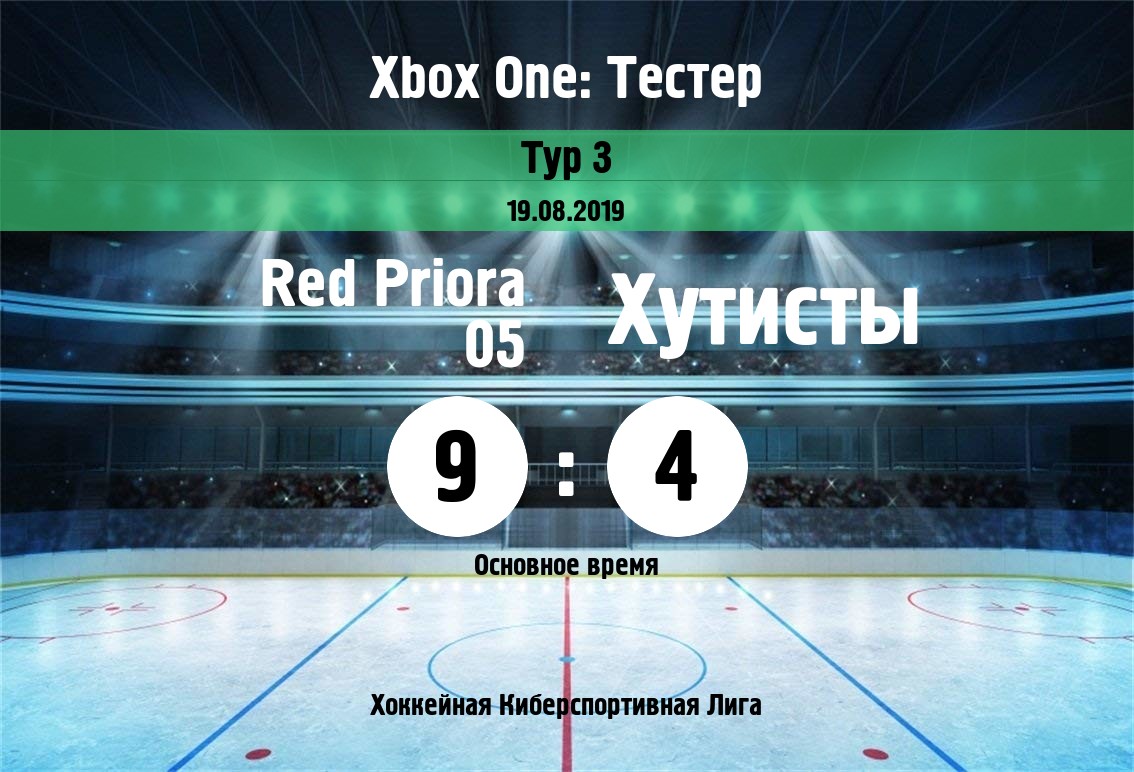 Xbox One: Тестер
Тур 3
19.08.2019
Red Priora
05
Хутисты
9 : 4
Основное время
Хоккейная Киберспортивная Лига